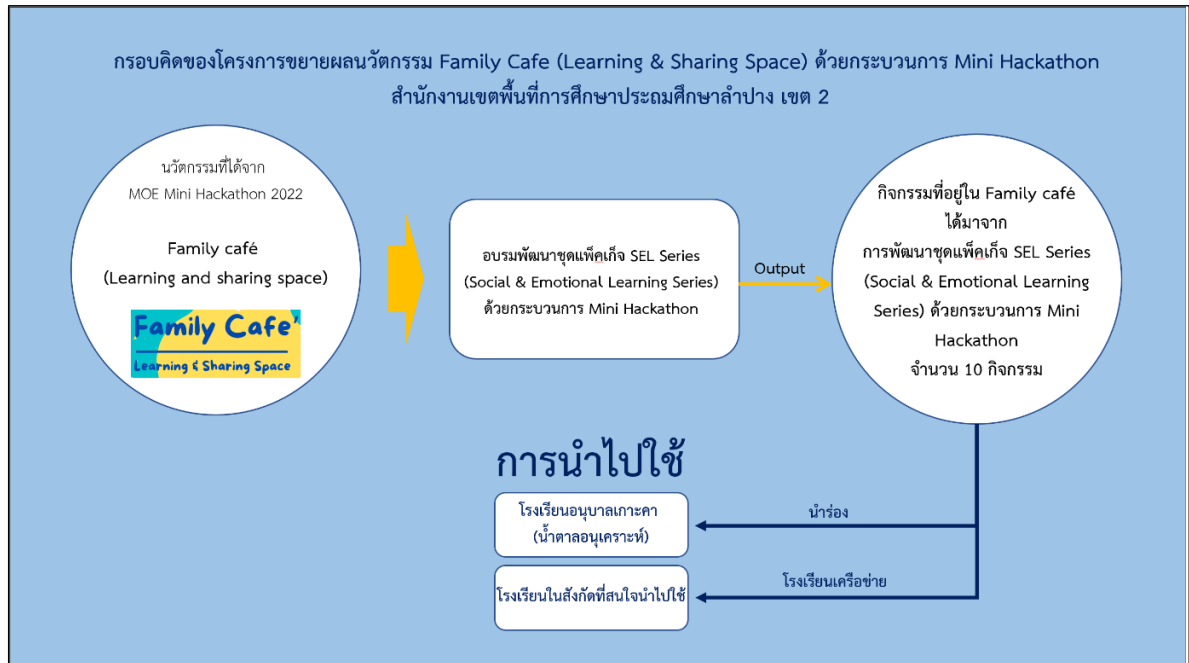 กรอบคิดของโครงการขยายผลนวัตกรรม Family Cafe (Learning & Sharing Space) ด้วยกระบวนการ Mini Hackathon
สำนักงานเขตพื้นที่การศึกษาประถมศึกษาลำปาง เขต 2
นวัตกรรมที่ได้จาก
MOE Mini Hackathon 2022
Family café
(Learning and sharing space)
Family Cafe'
Learning & Sharing Space
อบรมพัฒนาชุดแพ็คเก็จ SEL Series
(Social & Emotional Learning Series)
ด้วยกระบวนการ Mini Hackathon
Output
กิจกรรมที่อยู่ใน Family café
ได้มาจาก
การพัฒนาชุดแพ็คเก็จ SEL Series
(Social & Emotional Learning
Series) ด้วยกระบวนการ Mini
Hackathon
จำนวน 10 กิจกรรม
การนำไปใช้
โรงเรียนอนุบาลเกาะคา
(น้ำตาลอนุเคราะห์)
นำร่อง
โรงเรียนในสังกัดที่สนใจนำไปใช้
โรงเรียนเครือข่าย